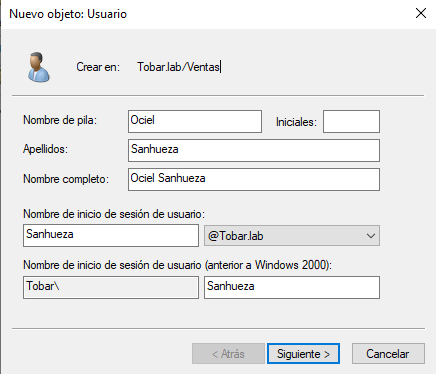 Nuevo objeto: Usuario
Crear en: Tobar.lab/Ventas
Nombre de pila: Ociel Iniciales:
Apellidos: Sanhueza
Nombre completo: Ociel Sanhueza
Nombre de inicio de sesión de usuario:
Sanhueza @Tobar.lab
Nombre de inicio de sesión de usuario (anterior a Windows 2000):
Tobar\ Sanhueza
< Atrás Siguiente > Cancelar